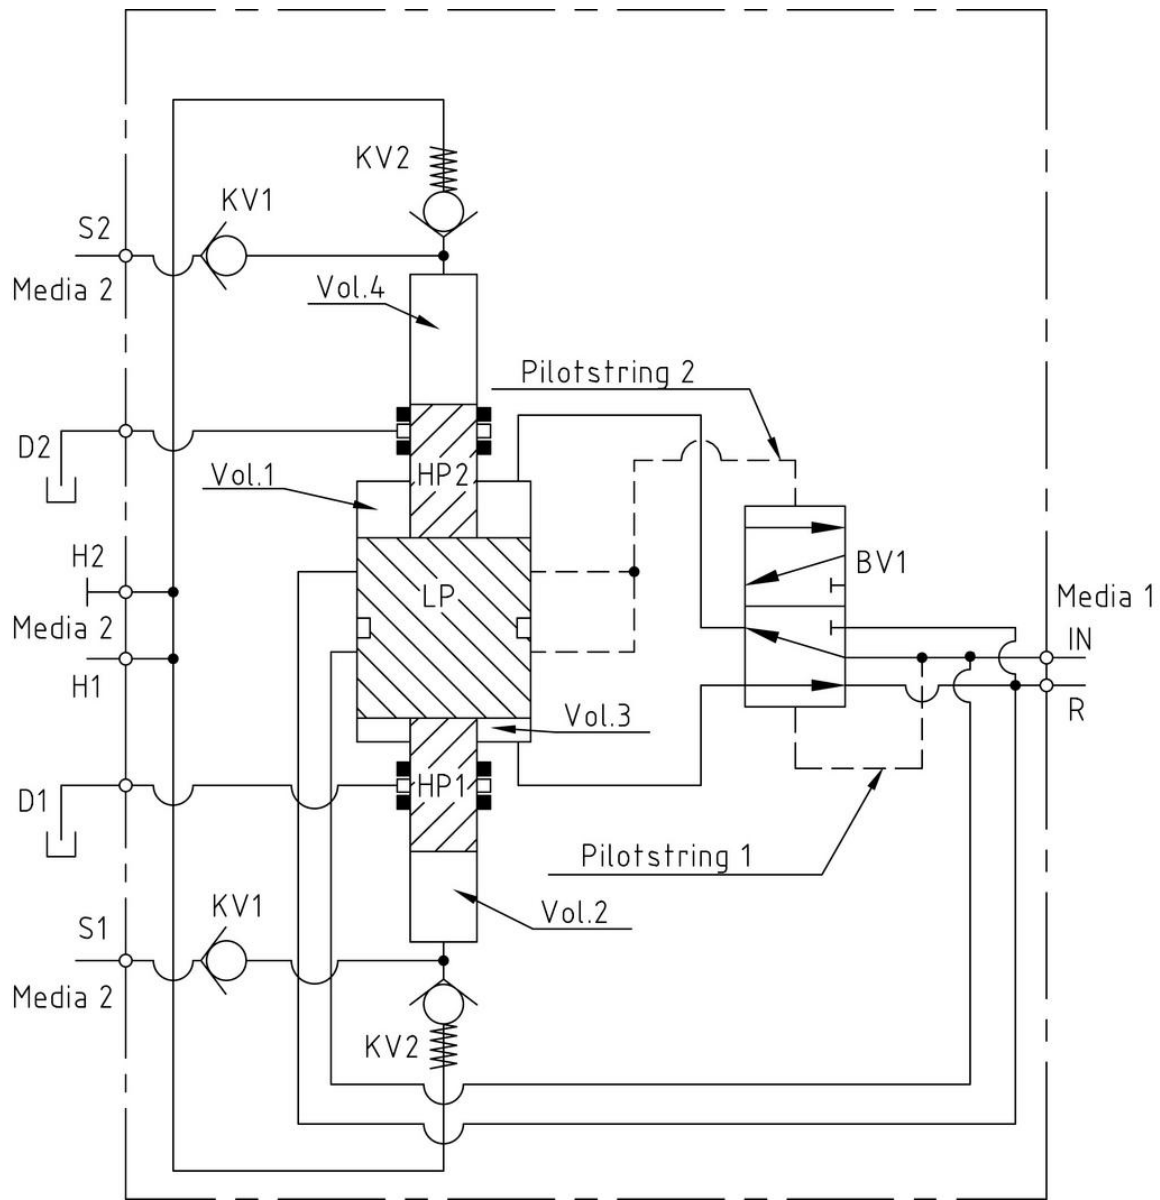 KV2
KV1
S2
Media 2
Vol.4
Pilotstring 2
D2
Vol.1
HP2
H2
LP
BV1
Media 1
Media 2
IN
H1
Vol.3
R
D1
HP1
Pilotstring 1
KV1
S1
Vol.2
Media 2
KV2